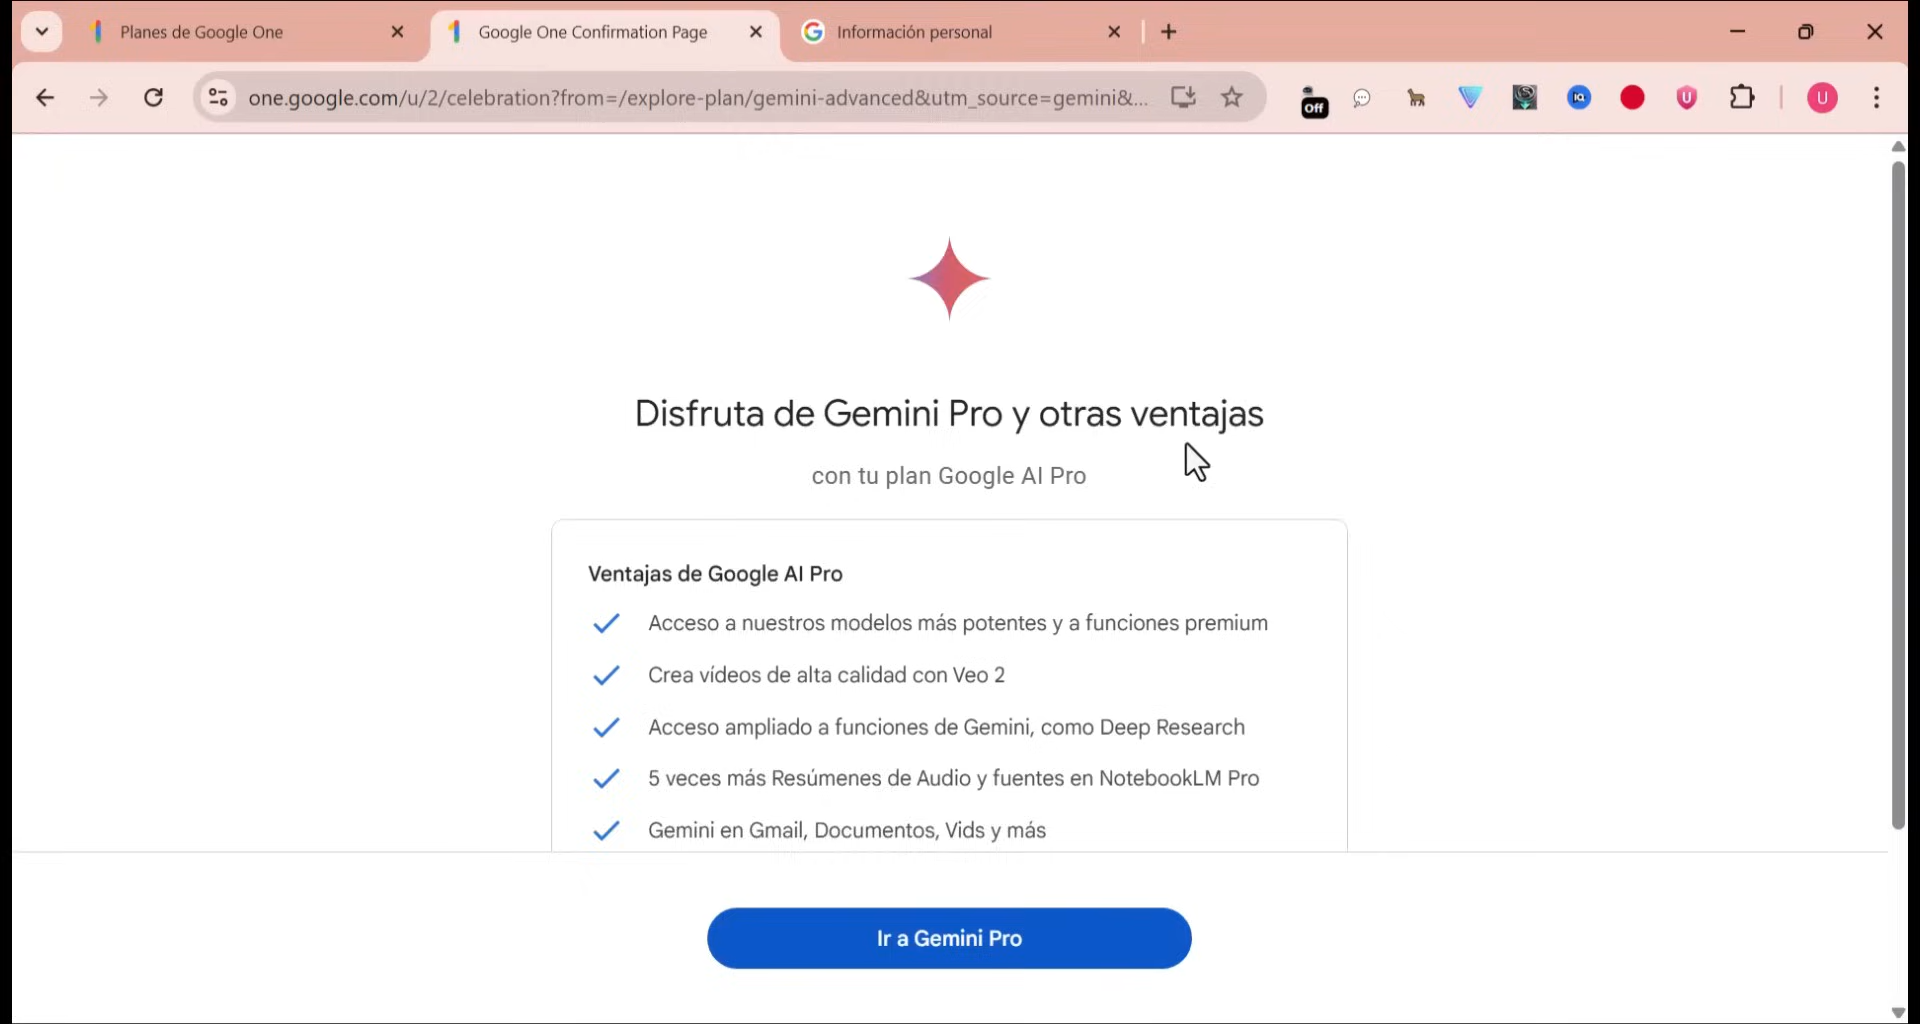 Planes de Google One
Google One Confirmation Page
Información personal
one.google.com/u/2/celebration?from=/explore-plan/gemini-advanced&utm_source=gemini&...
Off
IQ
U
U
Disfruta de Gemini Pro y otras ventajas
con tu plan Google AI Pro
Ventajas de Google AI Pro
Acceso a nuestros modelos más potentes y a funciones premium
Crea vídeos de alta calidad con Veo 2
Acceso ampliado a funciones de Gemini, como Deep Research
5 veces más Resúmenes de Audio y fuentes en NotebookLM Pro
Gemini en Gmail, Documentos, Vids y más
Ir a Gemini Pro